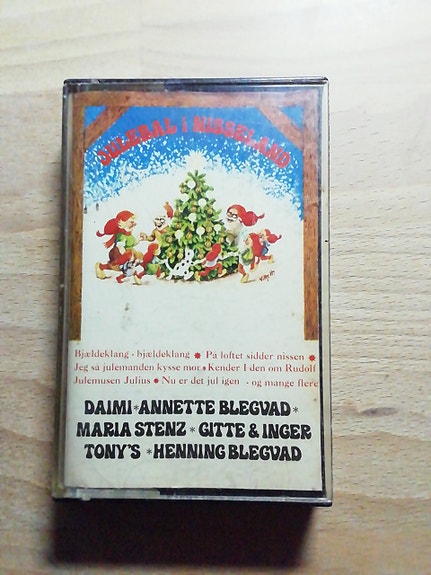 JULEBAL i NISSELAND
Bjældeklang - bjældeklang * På loftet sidder nissen *
Jeg så julemanden kysse mor * Kender I den om Rudolf
Julemusen Julius * Nu er det jul igen - og mange flere
DAIMI * ANNETTE BLEGVAD *
MARIA STENZ * GITTE & INGER
TONY'S * HENNING BLEGVAD